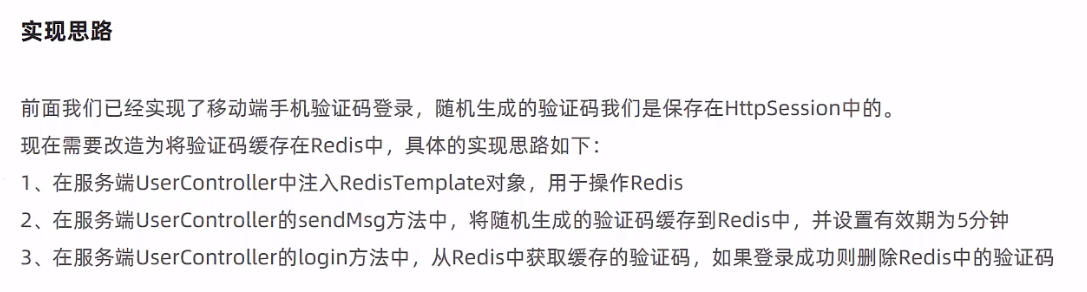 实现思路
前面我们已经实现了移动端手机验证码登录，随机生成的验证码我们是保存在HttpSession中的。
现在需要改造为将验证码缓存在Redis中，具体的实现思路如下：
1、在服务端UserController中注入RedisTemplate对象，用于操作Redis
2、在服务端UserController的sendMsg方法中，将随机生成的验证码缓存到Redis中，并设置有效期为5分钟
3、在服务端UserController的login方法中，从Redis中获取缓存的验证码，如果登录成功则删除Redis中的验证码